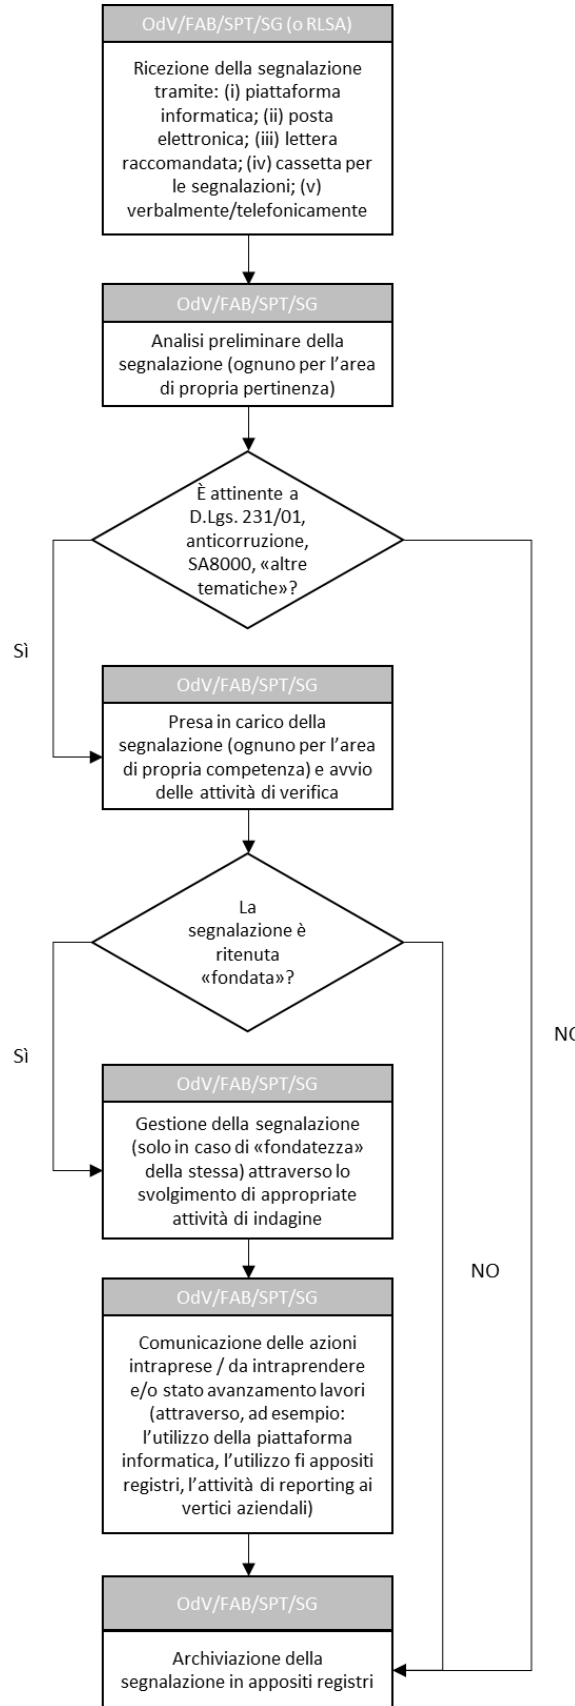 OdV/FAB/SPT/SG (o RLSA)
Ricezione della segnalazione
tramite: (i) piattaforma
informatica; (ii) posta
elettronica; (iii) lettera
raccomandata; (iv) cassetta per
le segnalazioni; (v)
verbalmente/telefonicamente
OdV/FAB/SPT/SG
Analisi preliminare della
segnalazione (ognuno per l'area
di propria pertinenza)
È attinente a
D.Lgs. 231/01,
anticorruzione,
SA8000, «altre
tematiche»?
Sì
OdV/FAB/SPT/SG
Presa in carico della
segnalazione (ognuno per l'area
di propria competenza) e avvio
delle attività di verifica
La
segnalazione è
ritenuta
«fondata»?
NO
Sì
OdV/FAB/SPT/SG
Gestione della segnalazione
(solo in caso di «fondatezza»
della stessa) attraverso lo
svolgimento di appropriate
attività di indagine
NO
OdV/FAB/SPT/SG
Comunicazione delle azioni
intraprese / da intraprendere
e/o stato avanzamento lavori
(attraverso, ad esempio:
l'utilizzo della piattaforma
informatica, l'utilizzo fi appositi
registri, l'attività di reporting ai
vertici aziendali)
OdV/FAB/SPT/SG
Archiviazione della
segnalazione in appositi registri